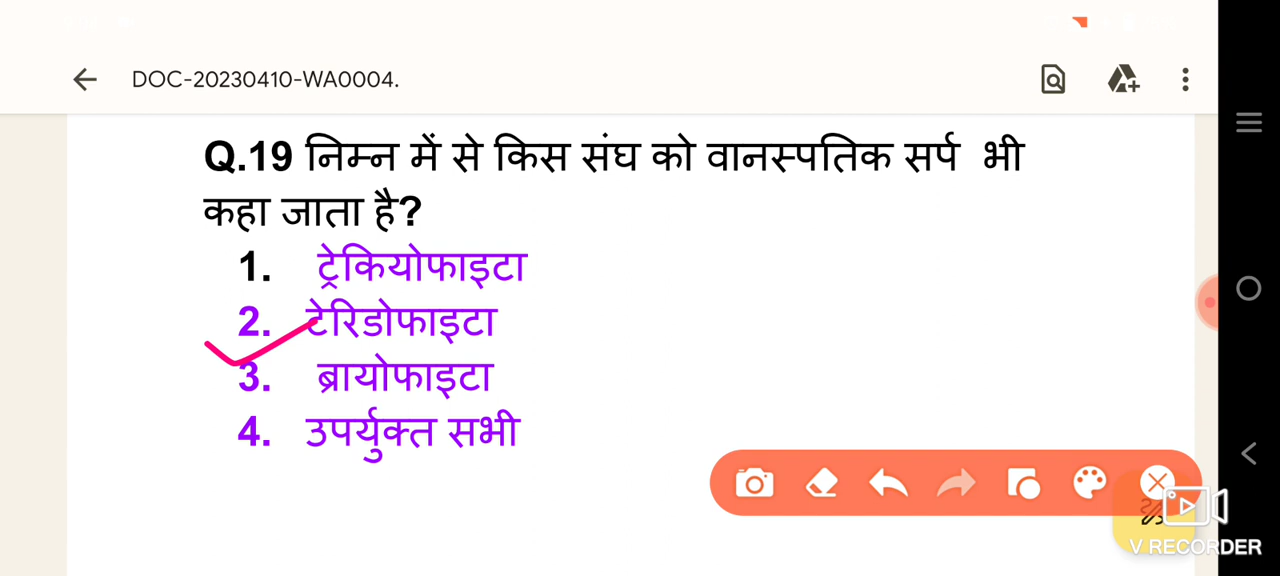 DOC-20230410-WA0004.
Q.19 निम्न में से किस संघ को वानस्पतिक सर्प भी
कहा जाता है?
1. ट्रेकियोफाइटा
2. टेरिडोफाइटा
3. ब्रायोफाइटा
4. उपर्युक्त सभी
V RECORDER